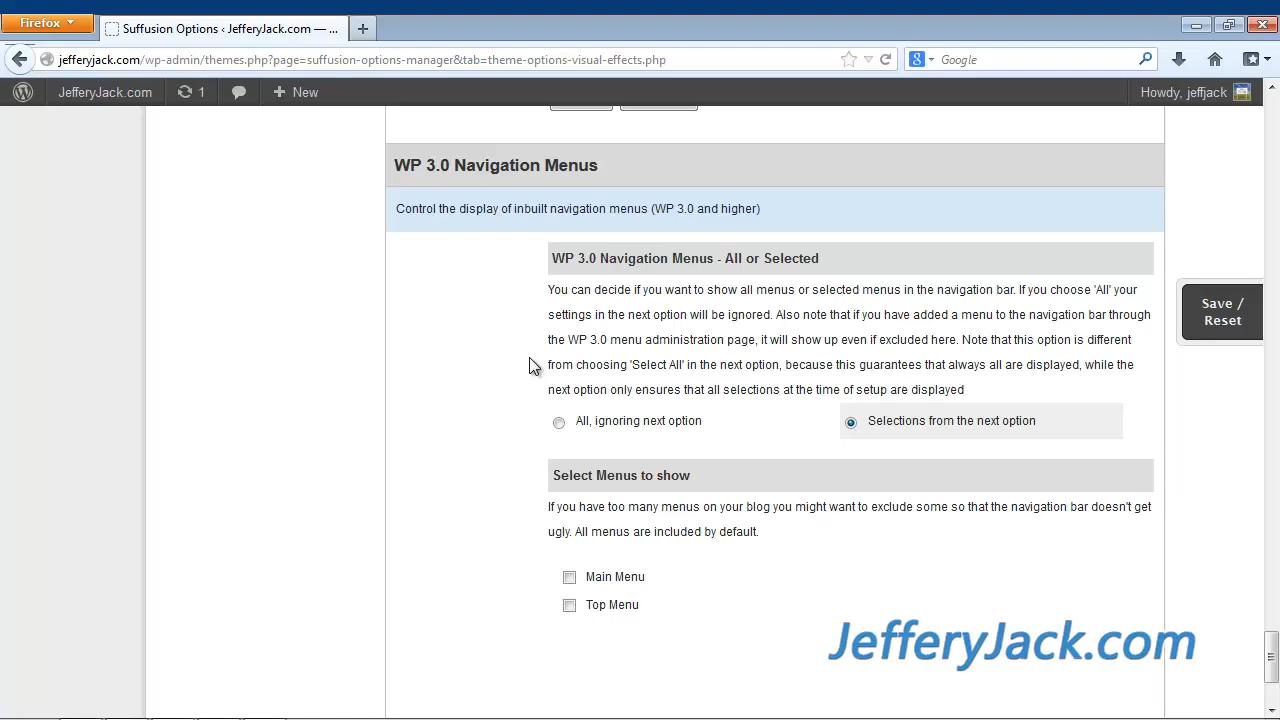 Firefox
Suffusion Options ‹ JefferyJack.com — ...
jefferyjack.com/wp-admin/themes.php?page=suffusion-options-manager&tab=theme-options-visual-effects.php
Google
JefferyJack.com
1
New
Howdy, jeffjack
WP 3.0 Navigation Menus
Control the display of inbuilt navigation menus (WP 3.0 and higher)
WP 3.0 Navigation Menus - All or Selected
You can decide if you want to show all menus or selected menus in the navigation bar. If you choose 'All' your
settings in the next option will be ignored. Also note that if you have added a menu to the navigation bar through
the WP 3.0 menu administration page, it will show up even if excluded here. Note that this option is different
from choosing 'Select All' in the next option, because this guarantees that always all are displayed, while the
next option only ensures that all selections at the time of setup are displayed
All, ignoring next option
Selections from the next option
Save /
Reset
Select Menus to show
If you have too many menus on your blog you might want to exclude some so that the navigation bar doesn't get
ugly. All menus are included by default.
Main Menu
Top Menu
JefferyJack.com